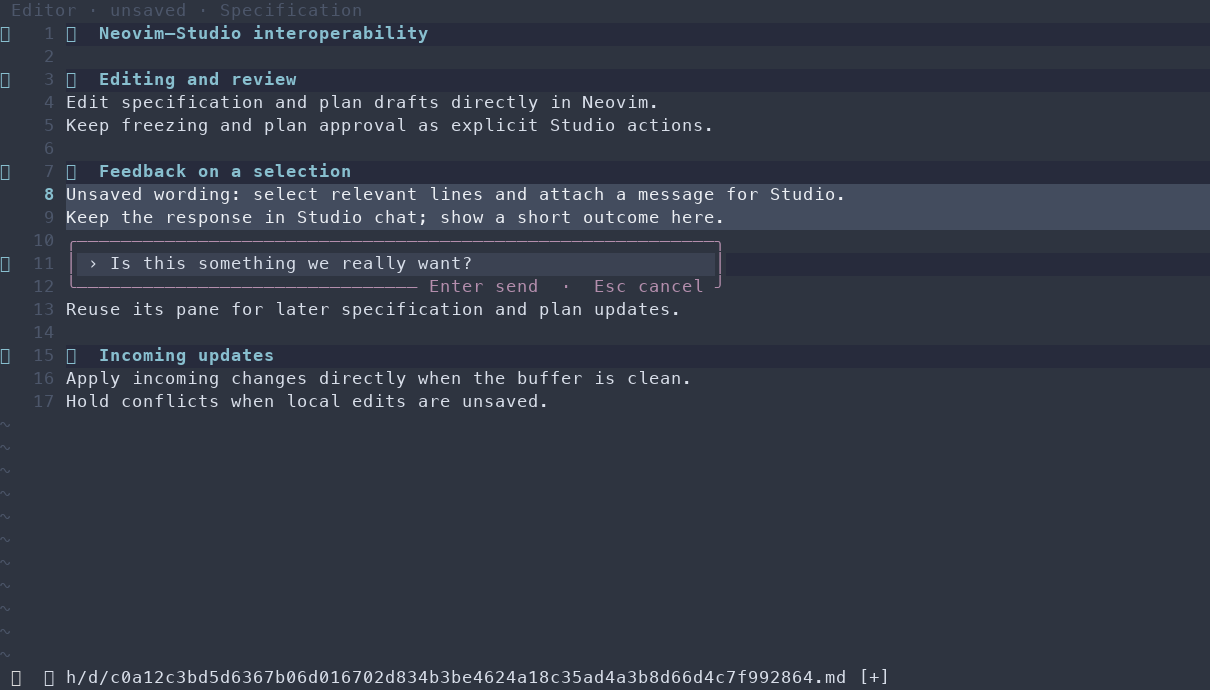 Editor · unsaved · Specification
1 Neovim–Studio interoperability
2
3 Editing and review
4 Edit specification and plan drafts directly in Neovim.
5 Keep freezing and plan approval as explicit Studio actions.
6
7 Feedback on a selection
8 Unsaved wording: select relevant lines and attach a message for Studio.
9 Keep the response in Studio chat; show a short outcome here.
10
11 › Is this something we really want?
12 Enter send · Esc cancel
13 Reuse its pane for later specification and plan updates.
14
15 Incoming updates
16 Apply incoming changes directly when the buffer is clean.
17 Hold conflicts when local edits are unsaved.
~
~
~
~
~
~
~
~
~
~
~
h/d/c0a12c3bd5d6367b06d016702d834b3be4624a18c35ad4a3b8d66d4c7f992864.md [+]